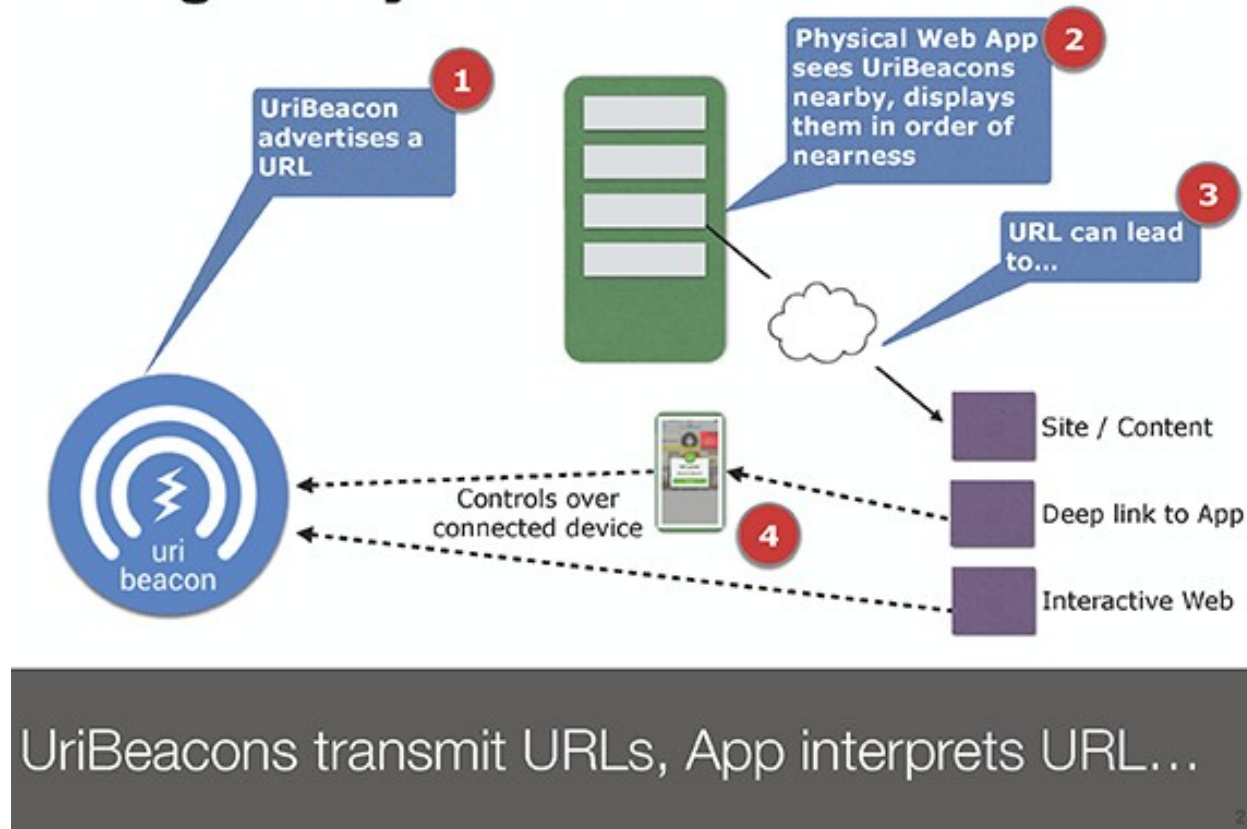 1
UriBeacon
advertises a
URL
2
Physical Web App
sees UriBeacons
nearby, displays
them in order of
nearness
3
URL can lead
to...
Site / Content
Controls over
connected device
4
Deep link to App
uri
beacon
Interactive Web
UriBeacons transmit URLs, App interprets URL...
2